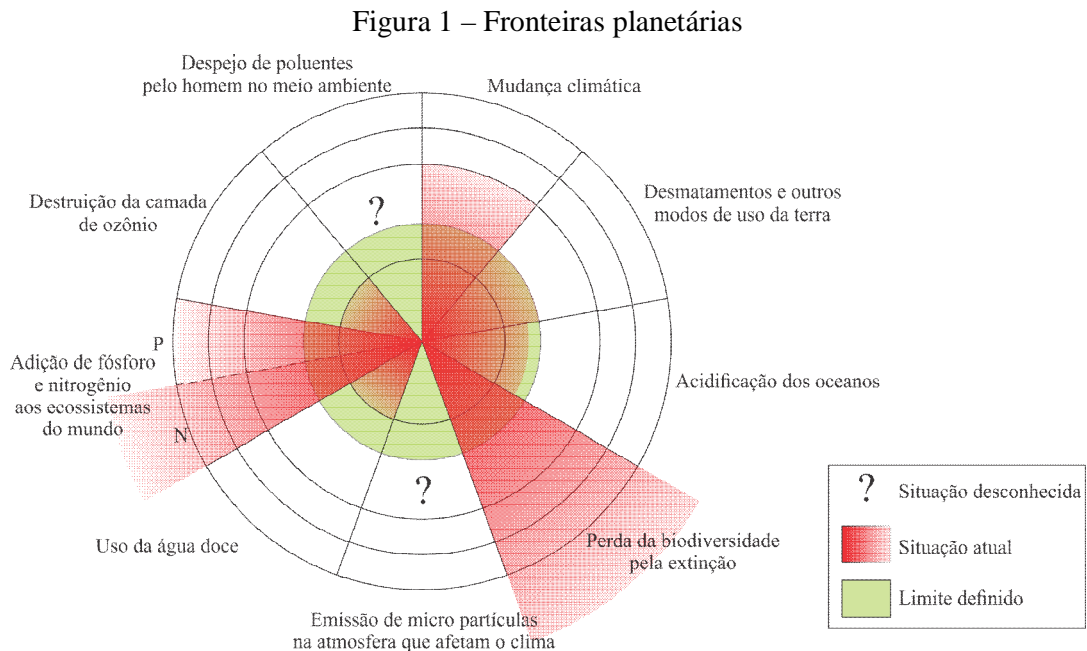 Figura 1 – Fronteiras planetárias
Despejo de poluentes
pelo homem no meio ambiente
Mudança climática
Desmatamentos e outros
modos de uso da terra
Destruição da camada
de ozônio
?
P
Adição de fósforo
e nitrogênio
aos ecossistemas
do mundo
N
Acidificação dos oceanos
?
Uso da água doce
Perda da biodiversidade
pela extinção
Emissão de micro partículas
na atmosfera que afetam o clima
? Situação desconhecida
Situação atual
Limite definido